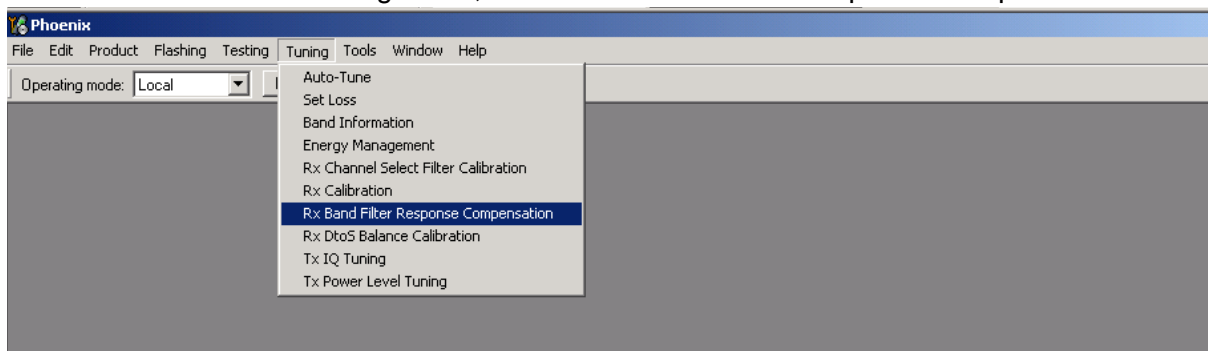 Phoenix
File Edit Product Flashing Testing Tuning Tools Window Help
Operating mode: Local
Auto-Tune
Set Loss
Band Information
Energy Management
Rx Channel Select Filter Calibration
Rx Calibration
Rx Band Filter Response Compensation
Rx DtoS Balance Calibration
Tx IQ Tuning
Tx Power Level Tuning